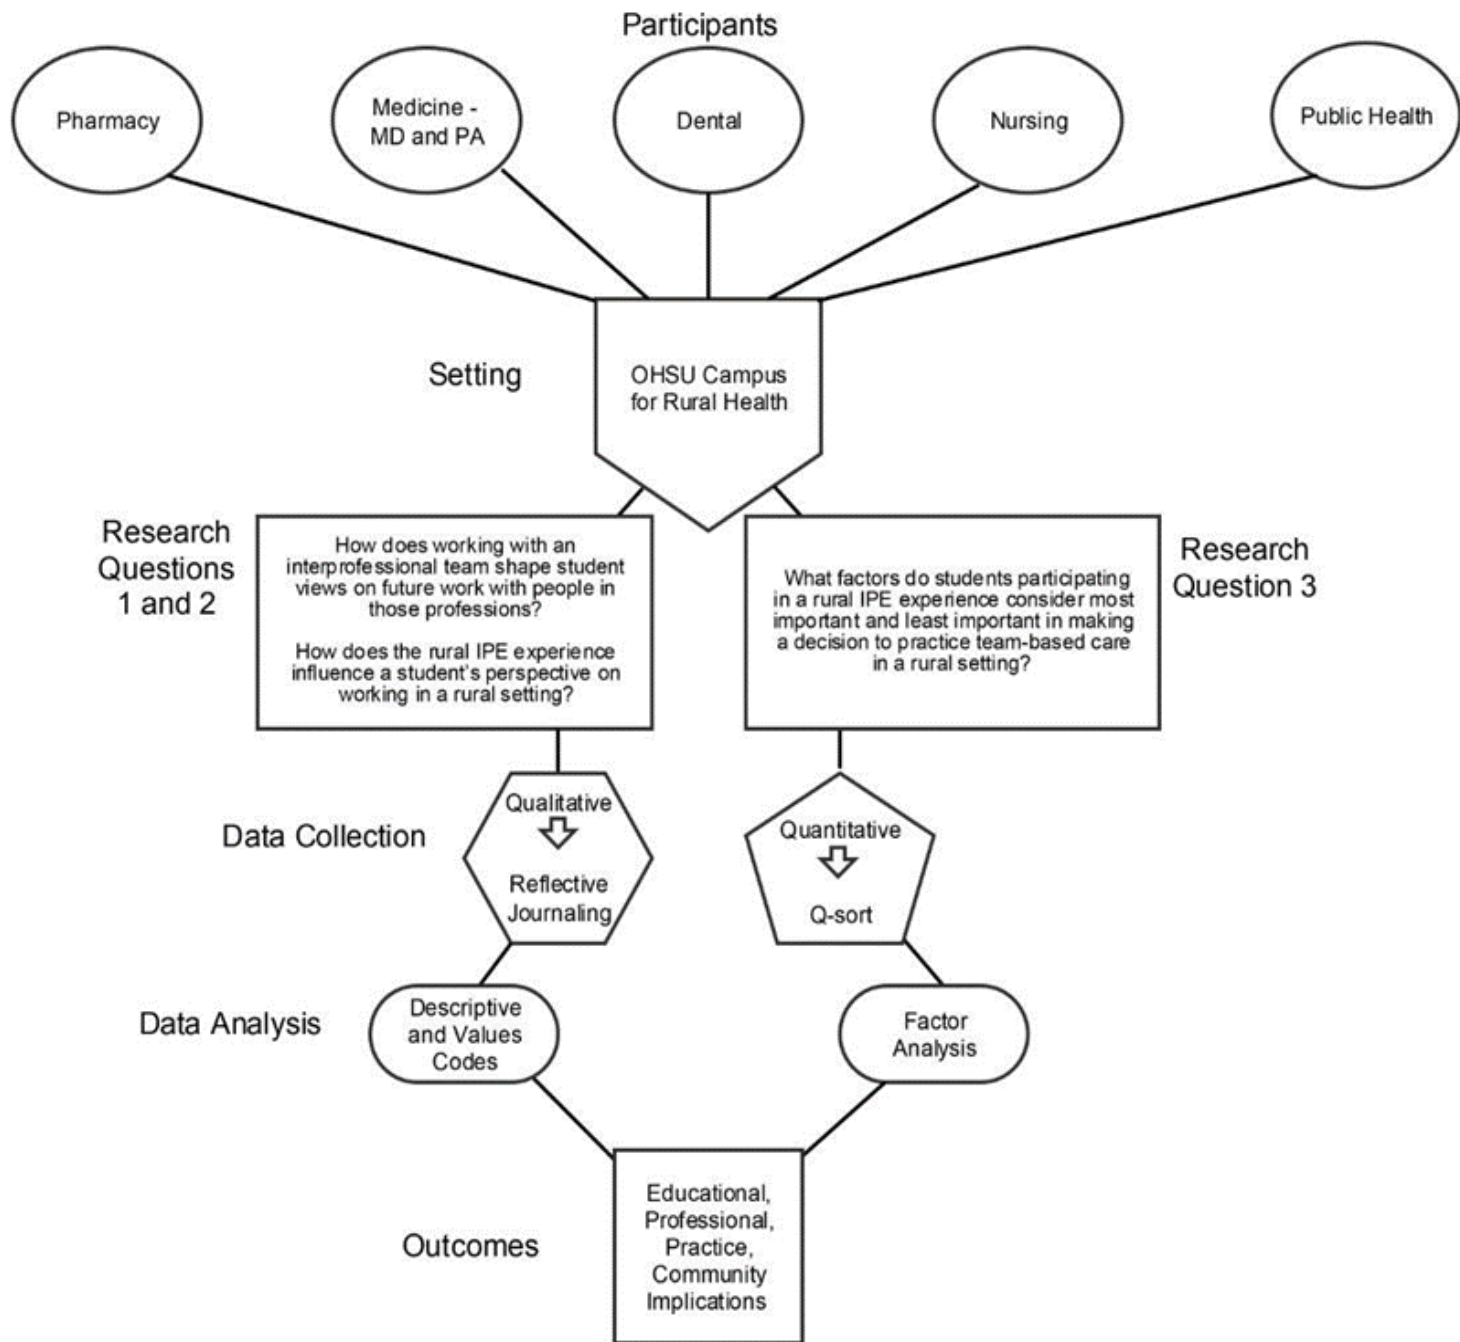 Participants
Pharmacy
Medicine -
MD and PA
Dental
Nursing
Public Health
Setting
OHSU Campus
for Rural Health
Research
Questions
1 and 2
How does working with an
interprofessional team shape student
views on future work with people in
those professions?
How does the rural IPE experience
influence a student's perspective on
working in a rural setting?
What factors do students participating
in a rural IPE experience consider most
important and least important in making
a decision to practice team-based care
in a rural setting?
Research
Question 3
Data Collection
Qualitative
Reflective
Journaling
Quantitative
Q-sort
Data Analysis
Descriptive
and Values
Codes
Factor
Analysis
Outcomes
Educational,
Professional,
Practice,
Community
Implications